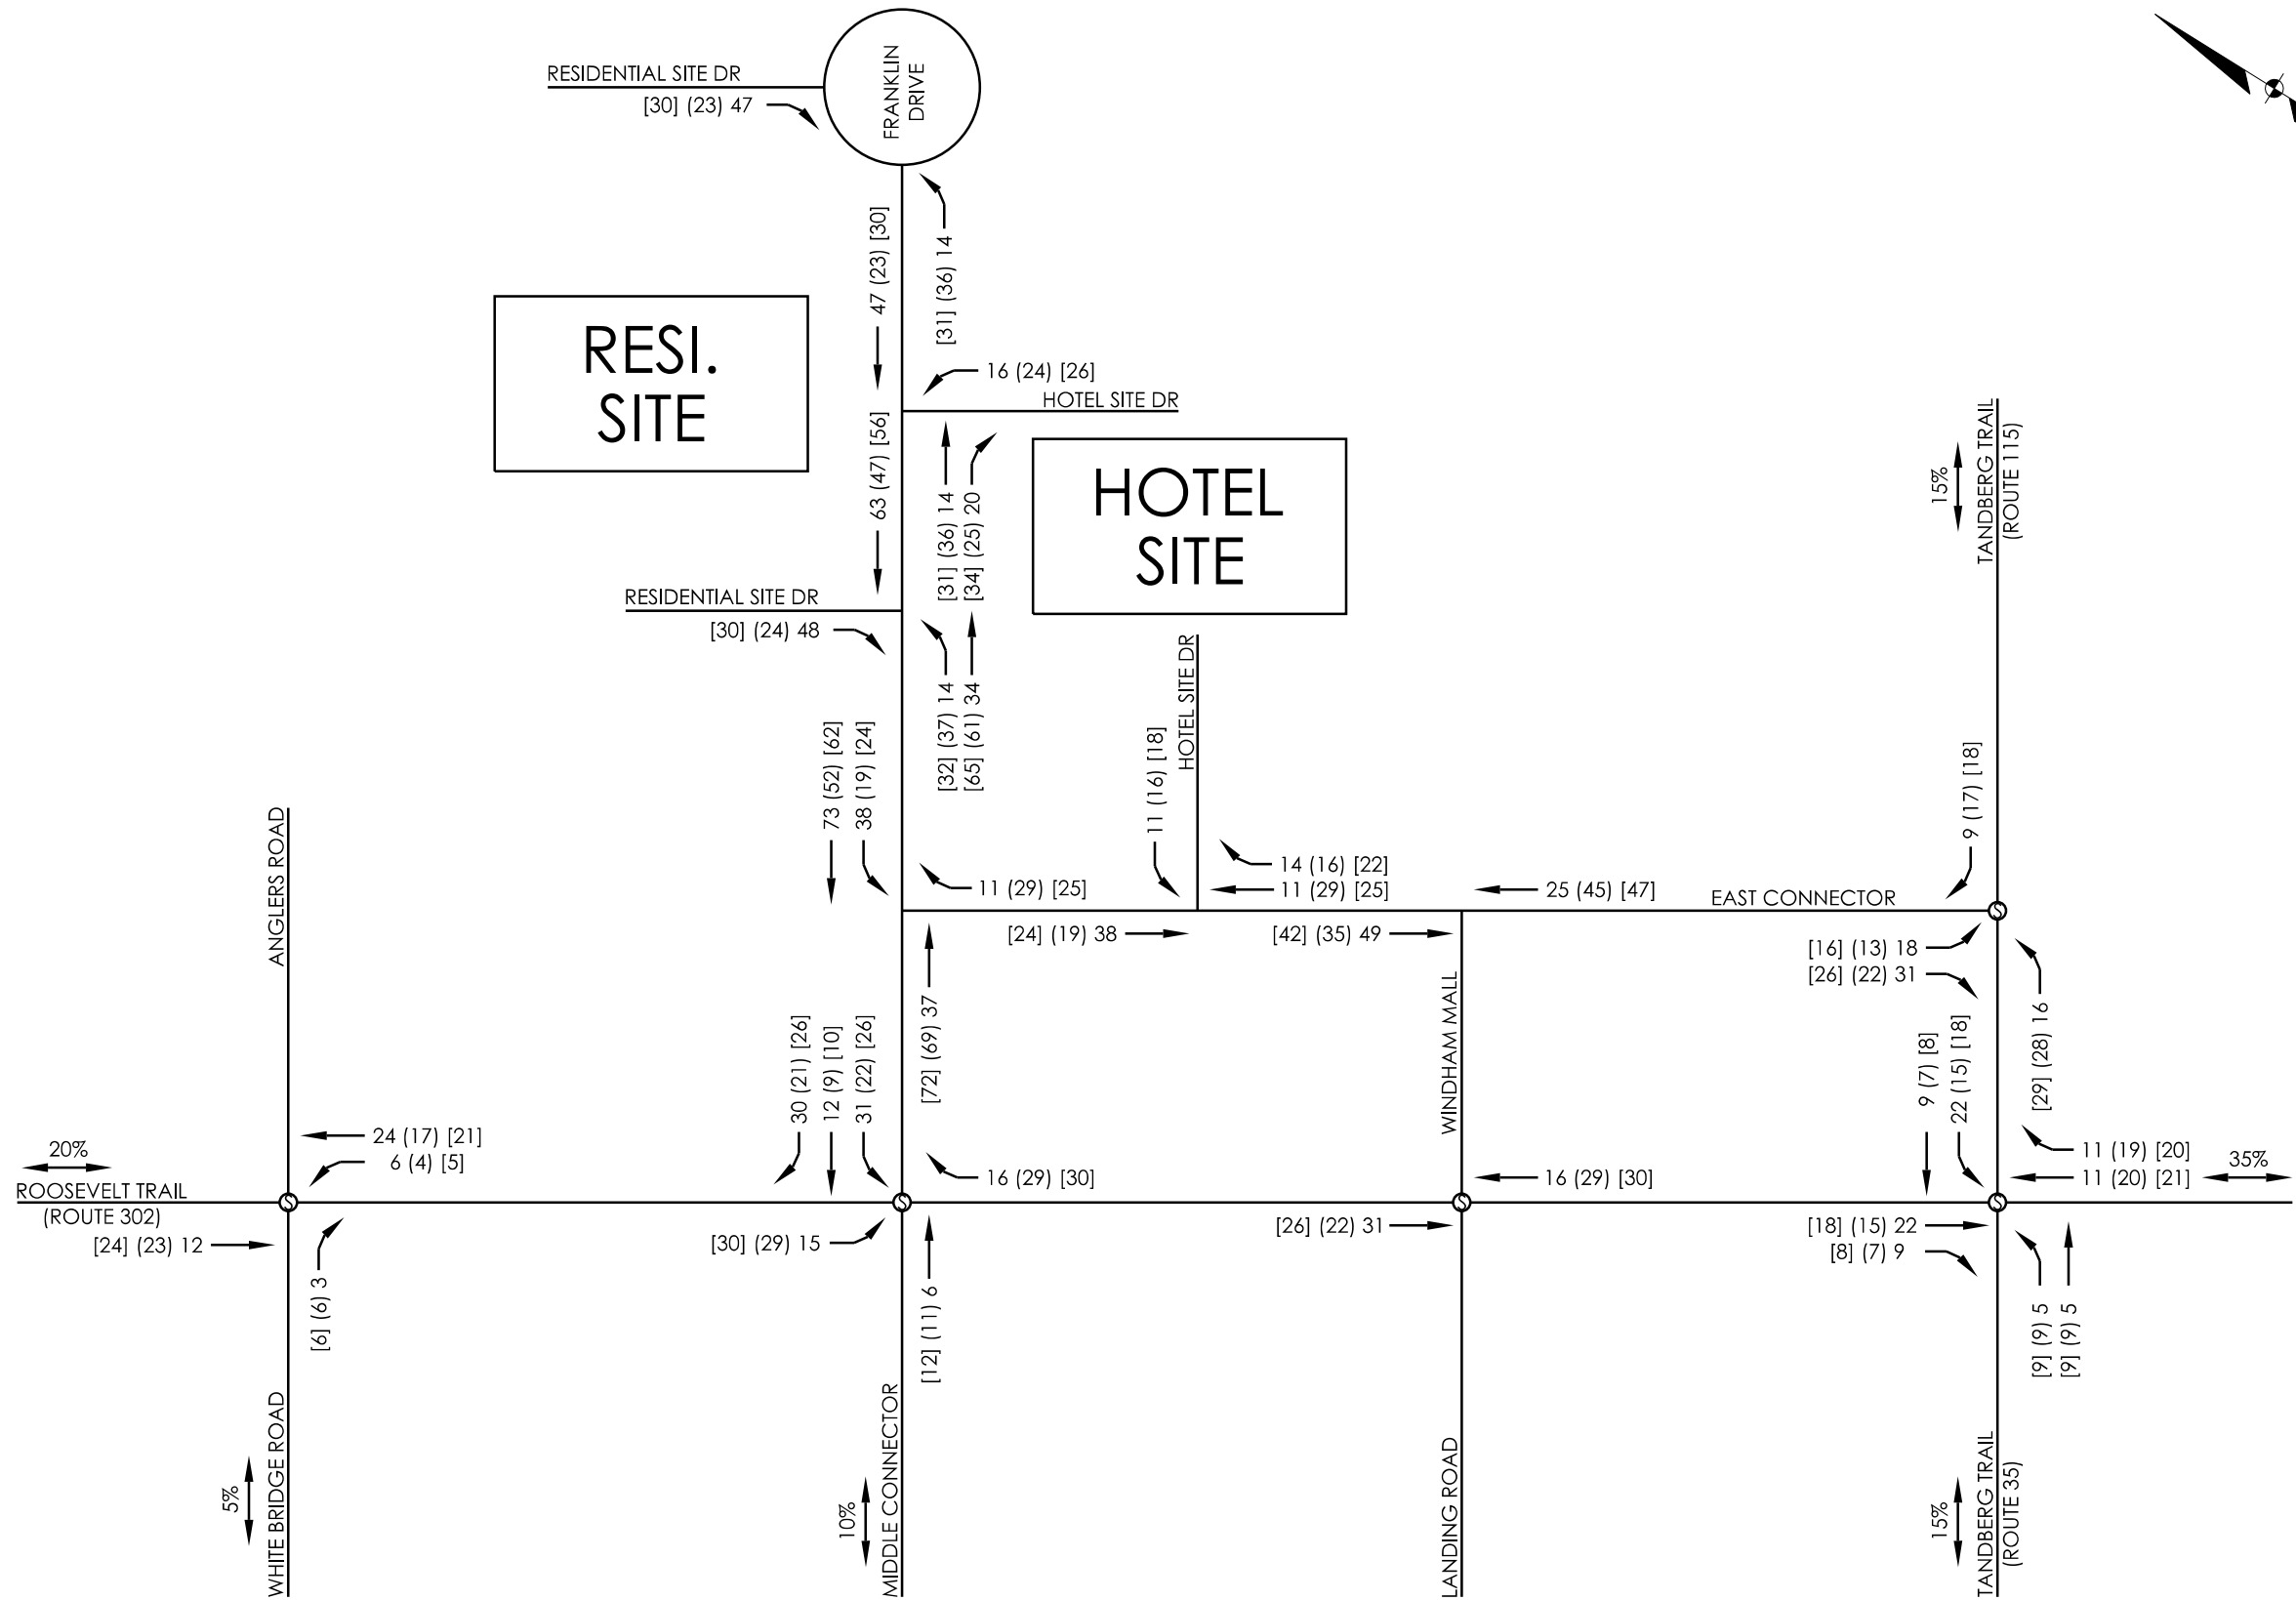 FRANKLIN
DRIVE
RESIDENTIAL SITE DR
[30] (23) 47
47 (23) [30]
[31] (36) 14
RESI.
SITE
16 (24) [26]
HOTEL SITE DR
63 (47) [56]
[31] (36) 14
[34] (25) 20
HOTEL
SITE
TANDBERG TRAIL
(ROUTE 115)
15%
RESIDENTIAL SITE DR
[30] (24) 48
[32] (37) 14
[65] (61) 34
HOTEL SITE DR
11 (16) [18]
73 (52) [62]
38 (19) [24]
9 (17) [18]
ANGLERS ROAD
11 (29) [25]
14 (16) [22]
11 (29) [25]
25 (45) [47]
EAST CONNECTOR
[24] (19) 38
[42] (35) 49
[16] (13) 18
[26] (22) 31
[72] (69) 37
WINDHAM MALL
[29] (28) 16
30 (21) [26]
12 (9) [10]
31 (22) [26]
9 (7) [8]
22 (15) [18]
24 (17) [21]
6 (4) [5]
20%
ROOSEVELT TRAIL
(ROUTE 302)
[24] (23) 12
16 (29) [30]
16 (29) [30]
11 (19) [20]
11 (20) [21]
35%
[30] (29) 15
[26] (22) 31
[18] (15) 22
[8] (7) 9
[6] (6) 3
[12] (11) 6
[9] (9) 5
[9] (9) 5
5%
WHITE BRIDGE ROAD
10%
MIDDLE CONNECTOR
LANDING ROAD
15%
TANDBERG TRAIL
(ROUTE 35)
S
S
S
S
S